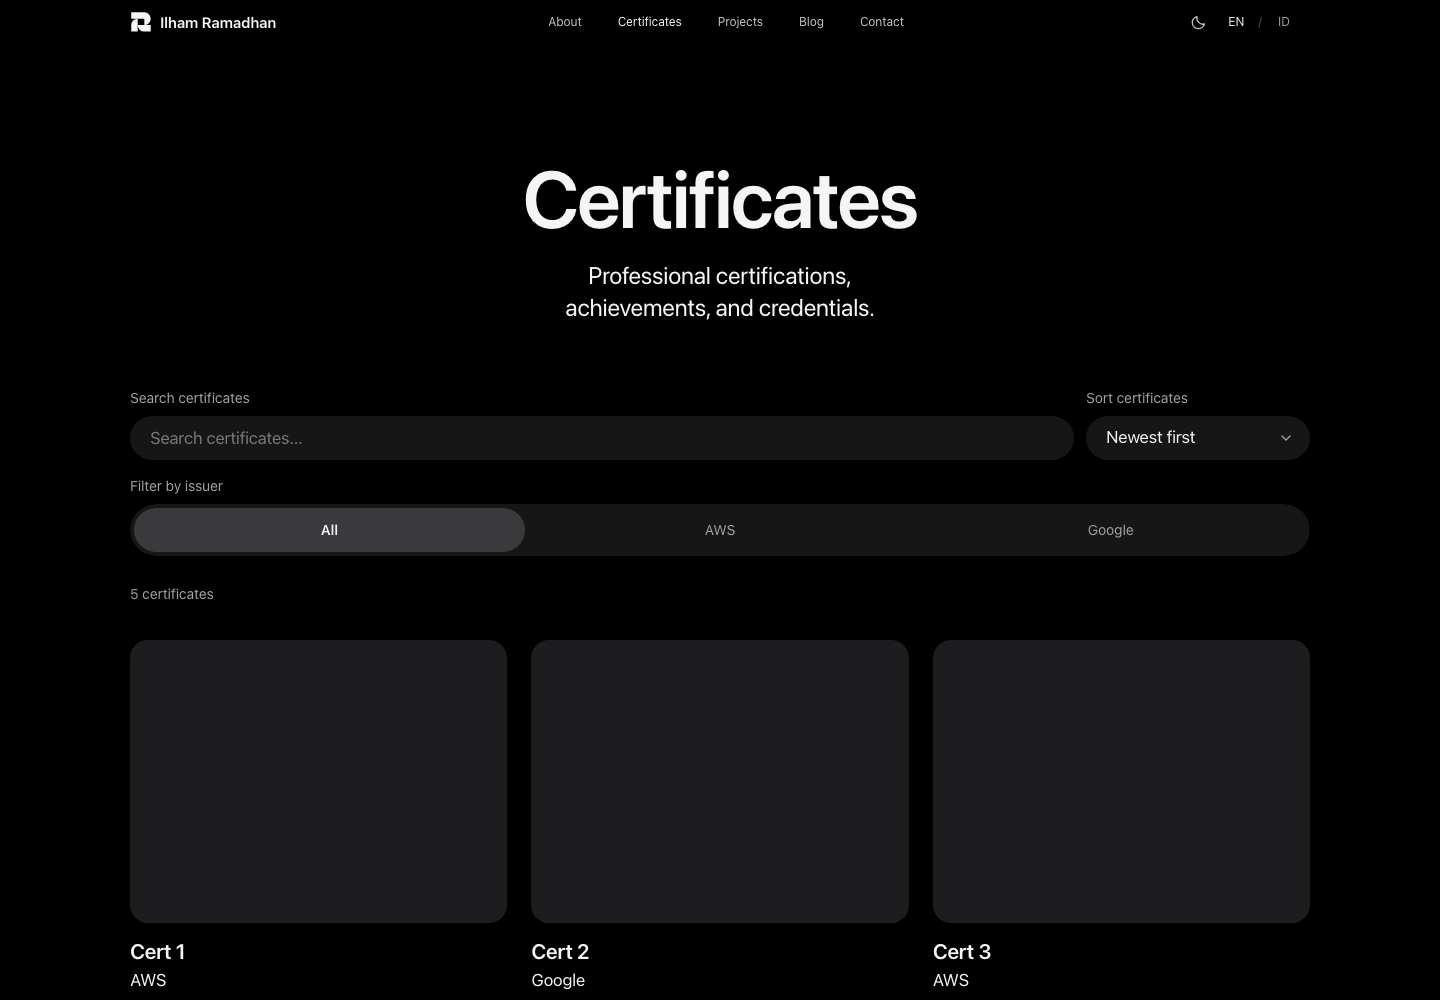 Ilham Ramadhan
About
Certificates
Projects
Blog
Contact
EN / ID
Certificates
Professional certifications,
achievements, and credentials.
Search certificates
Sort certificates
Search certificates...
Newest first
Filter by issuer
All
AWS
Google
5 certificates
Cert 1
AWS
Cert 2
Google
Cert 3
AWS